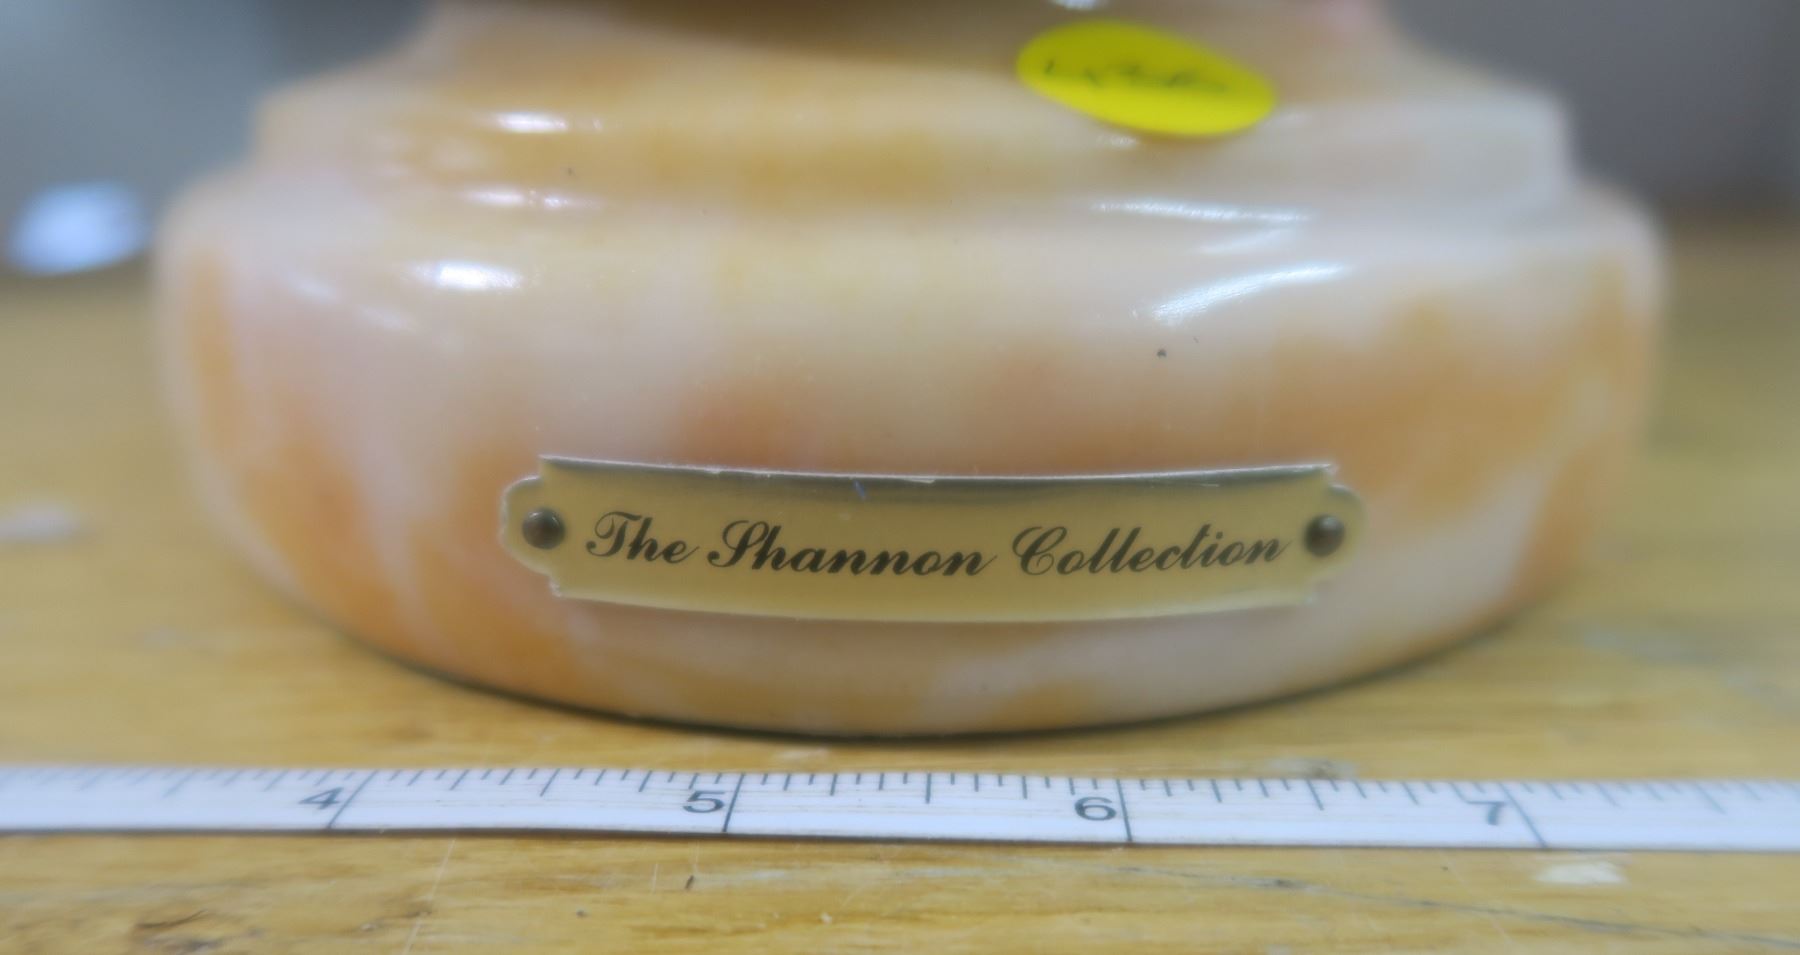 The Shannon Collection
4 5 6 7